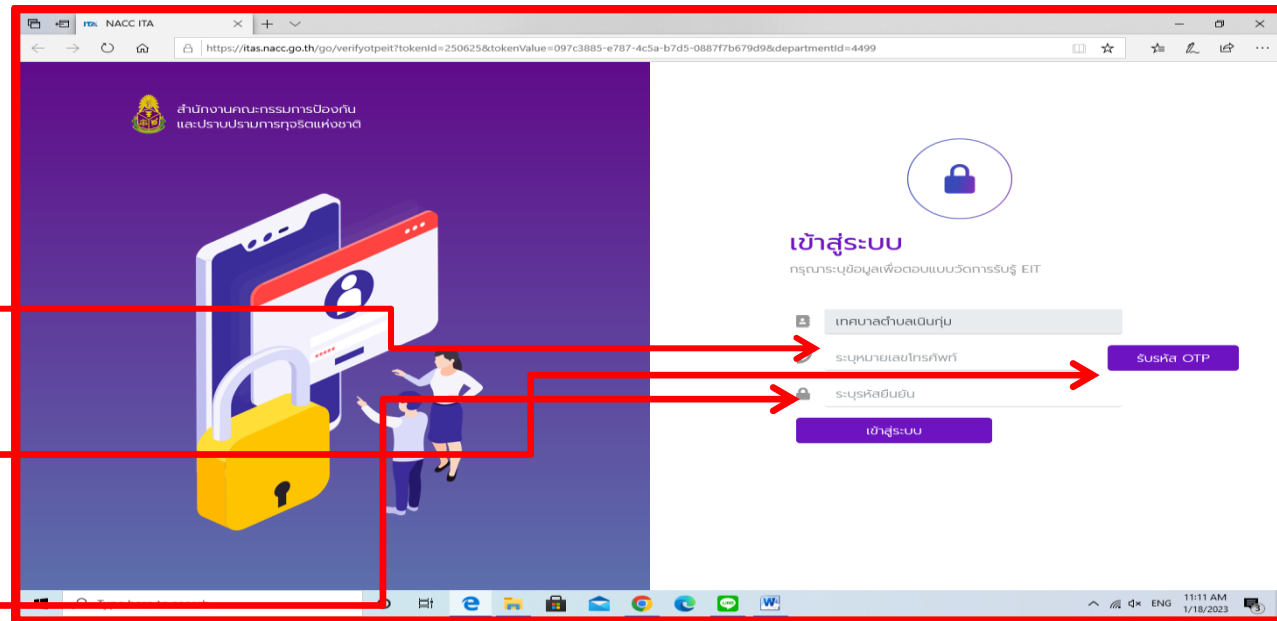 ITA NACC ITA
https://itas.nacc.go.th/go/verifyotpeit?tokenId=250625&tokenValue=097c3885-e787-4c5a-b7d5-0887f7b679d9&departmentId=4499
สำนักงานคณะกรรมการป้องกัน
และปราบปรามการทุจริตแห่งชาติ
เข้าสู่ระบบ
กรุณาระบุข้อมูลเพื่อตอบแบบวัดการรับรู้ EIT
เทศบาลตำบลเนินกุ่ม
ระบุหมายเลขโทรศัพท์
รับรหัส OTP
ระบุรหัสยืนยัน
เข้าสู่ระบบ
ENG
11:11 AM
1/18/2023